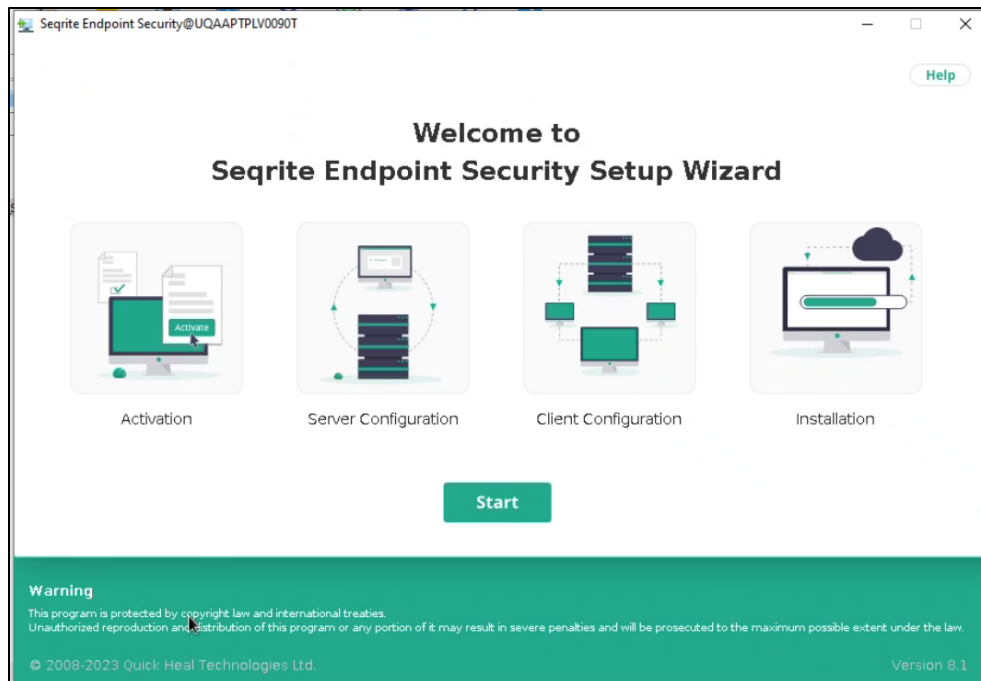 Seqrite Endpoint Security@UQAAPTPLV0090T
Help
Welcome to
Seqrite Endpoint Security Setup Wizard
Activate
Activation
Server Configuration
Client Configuration
Installation
Start
Warning
This program is protected by copyright law and international treaties.
Unauthorized reproduction and distribution of this program or any portion of it may result in severe penalties and will be prosecuted to the maximum possible extent under the law.
© 2008-2023 Quick Heal Technologies Ltd.
Version 8.1